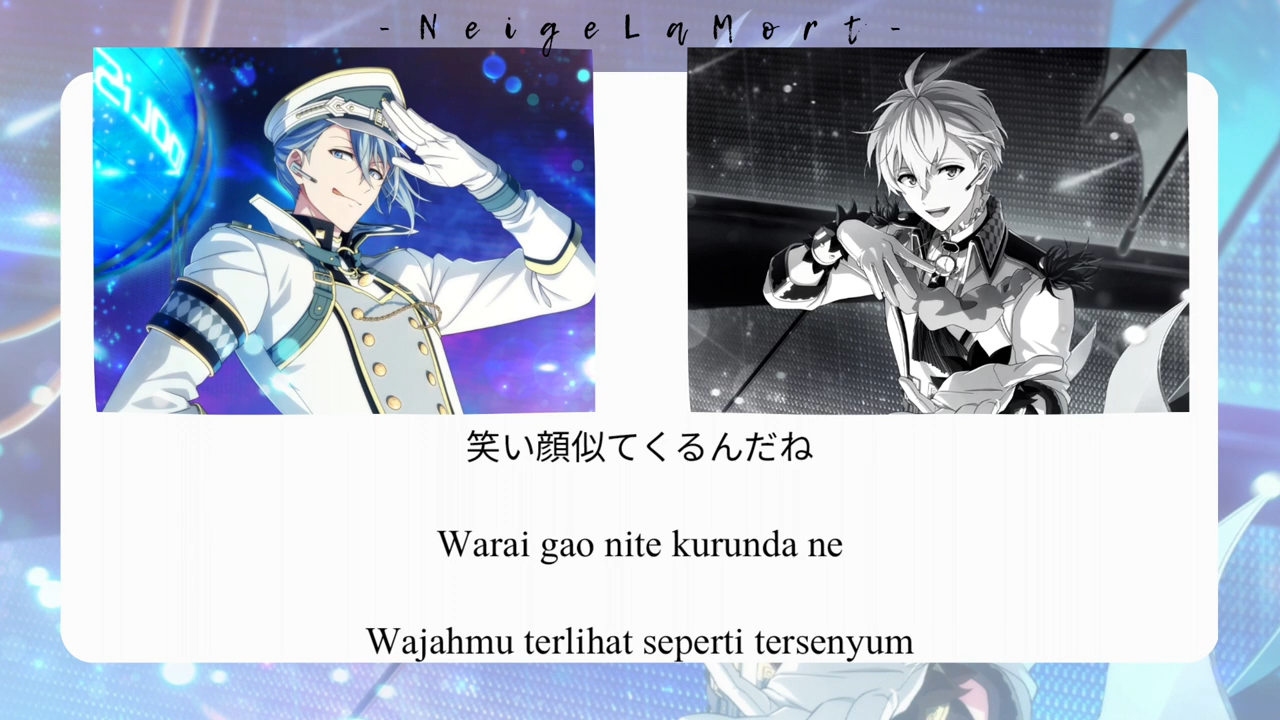 - N e i g e L a M o r t -
笑い顔似てくるんだね
Warai gao nite kurunda ne
Wajahmu terlihat seperti tersenyum